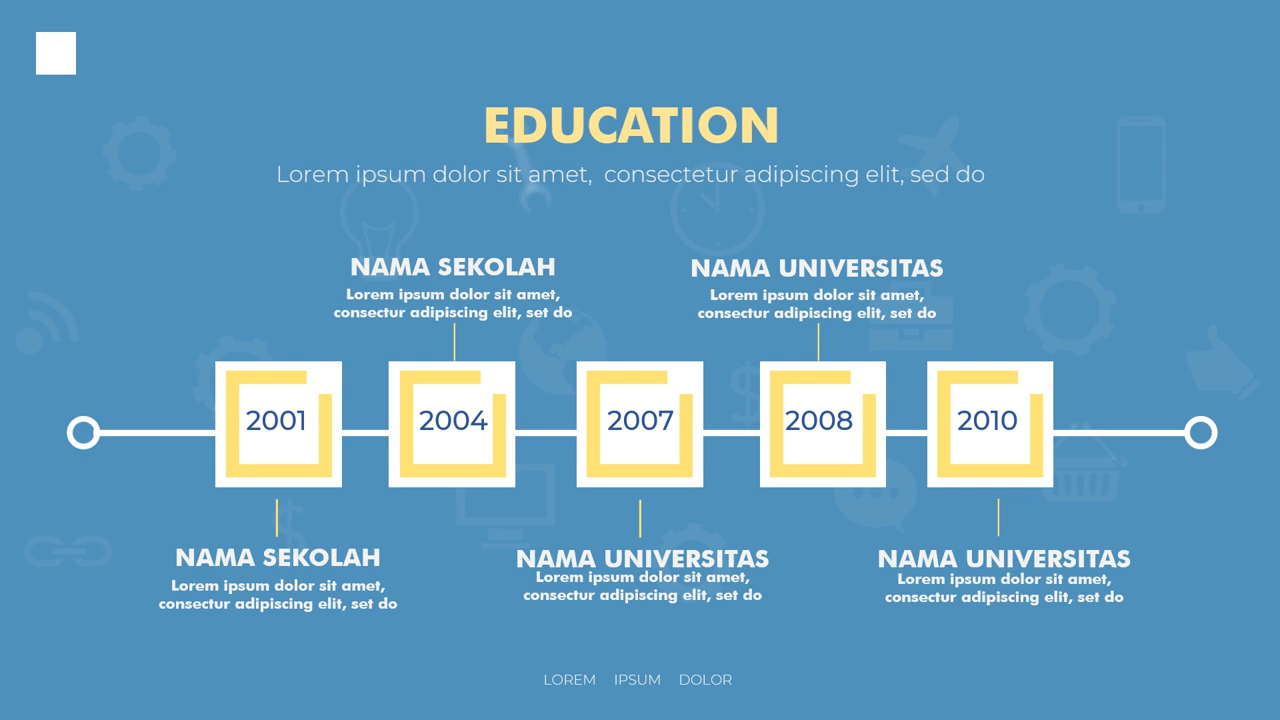 EDUCATION
Lorem ipsum dolor sit amet, consectetur adipiscing elit, sed do
NAMA SEKOLAH
Lorem ipsum dolor sit amet,
consectur adipiscing elit, set do
NAMA UNIVERSITAS
Lorem ipsum dolor sit amet,
consectur adipiscing elit, set do
2001
2004
2007
2008
2010
NAMA SEKOLAH
Lorem ipsum dolor sit amet,
consectur adipiscing elit, set do
NAMA UNIVERSITAS
Lorem ipsum dolor sit amet,
consectur adipiscing elit, set do
NAMA UNIVERSITAS
Lorem ipsum dolor sit amet,
consectur adipiscing elit, set do
LOREM IPSUM DOLOR